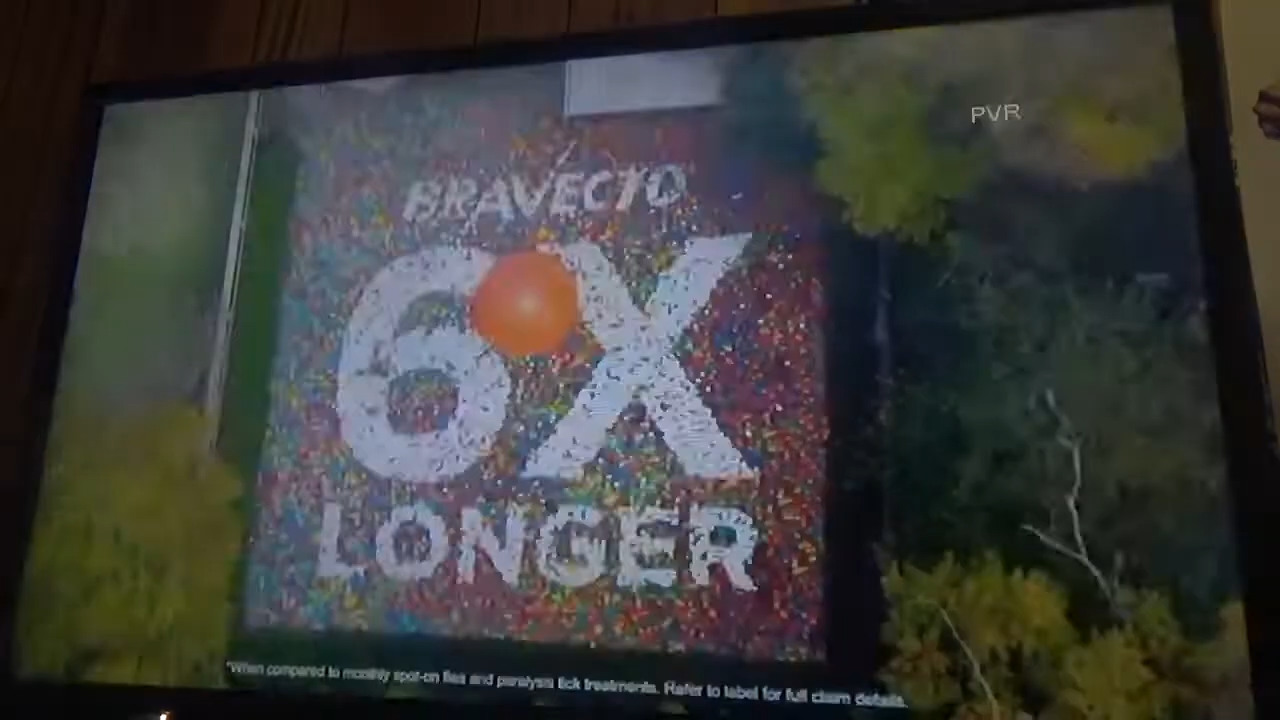 PVR
BRAVECTO
6X
LONGER
*When compared to monthly spot-on flea and paralysis tick treatments. Refer to label for full claim details.